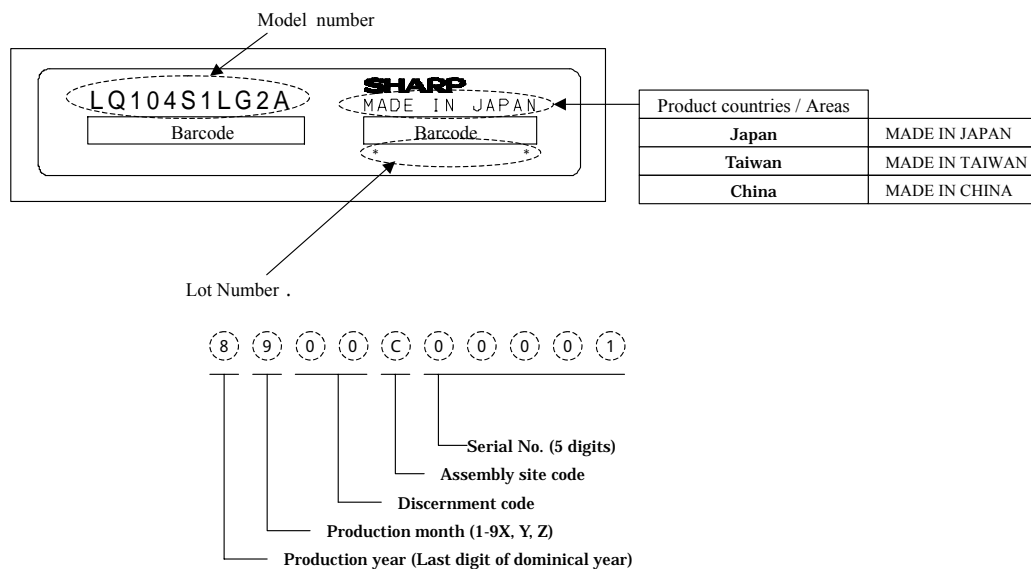 Model number
SHARP
LQ104S1LG2A
MADE IN JAPAN
Barcode
Barcode
* *
Product countries / Areas
Japan MADE IN JAPAN
Taiwan MADE IN TAIWAN
China MADE IN CHINA
Lot Number .
8 9 0 0 C 0 0 0 0 1
Serial No. (5 digits)
Assembly site code
Discernment code
Production month (1-9X, Y, Z)
Production year (Last digit of dominical year)